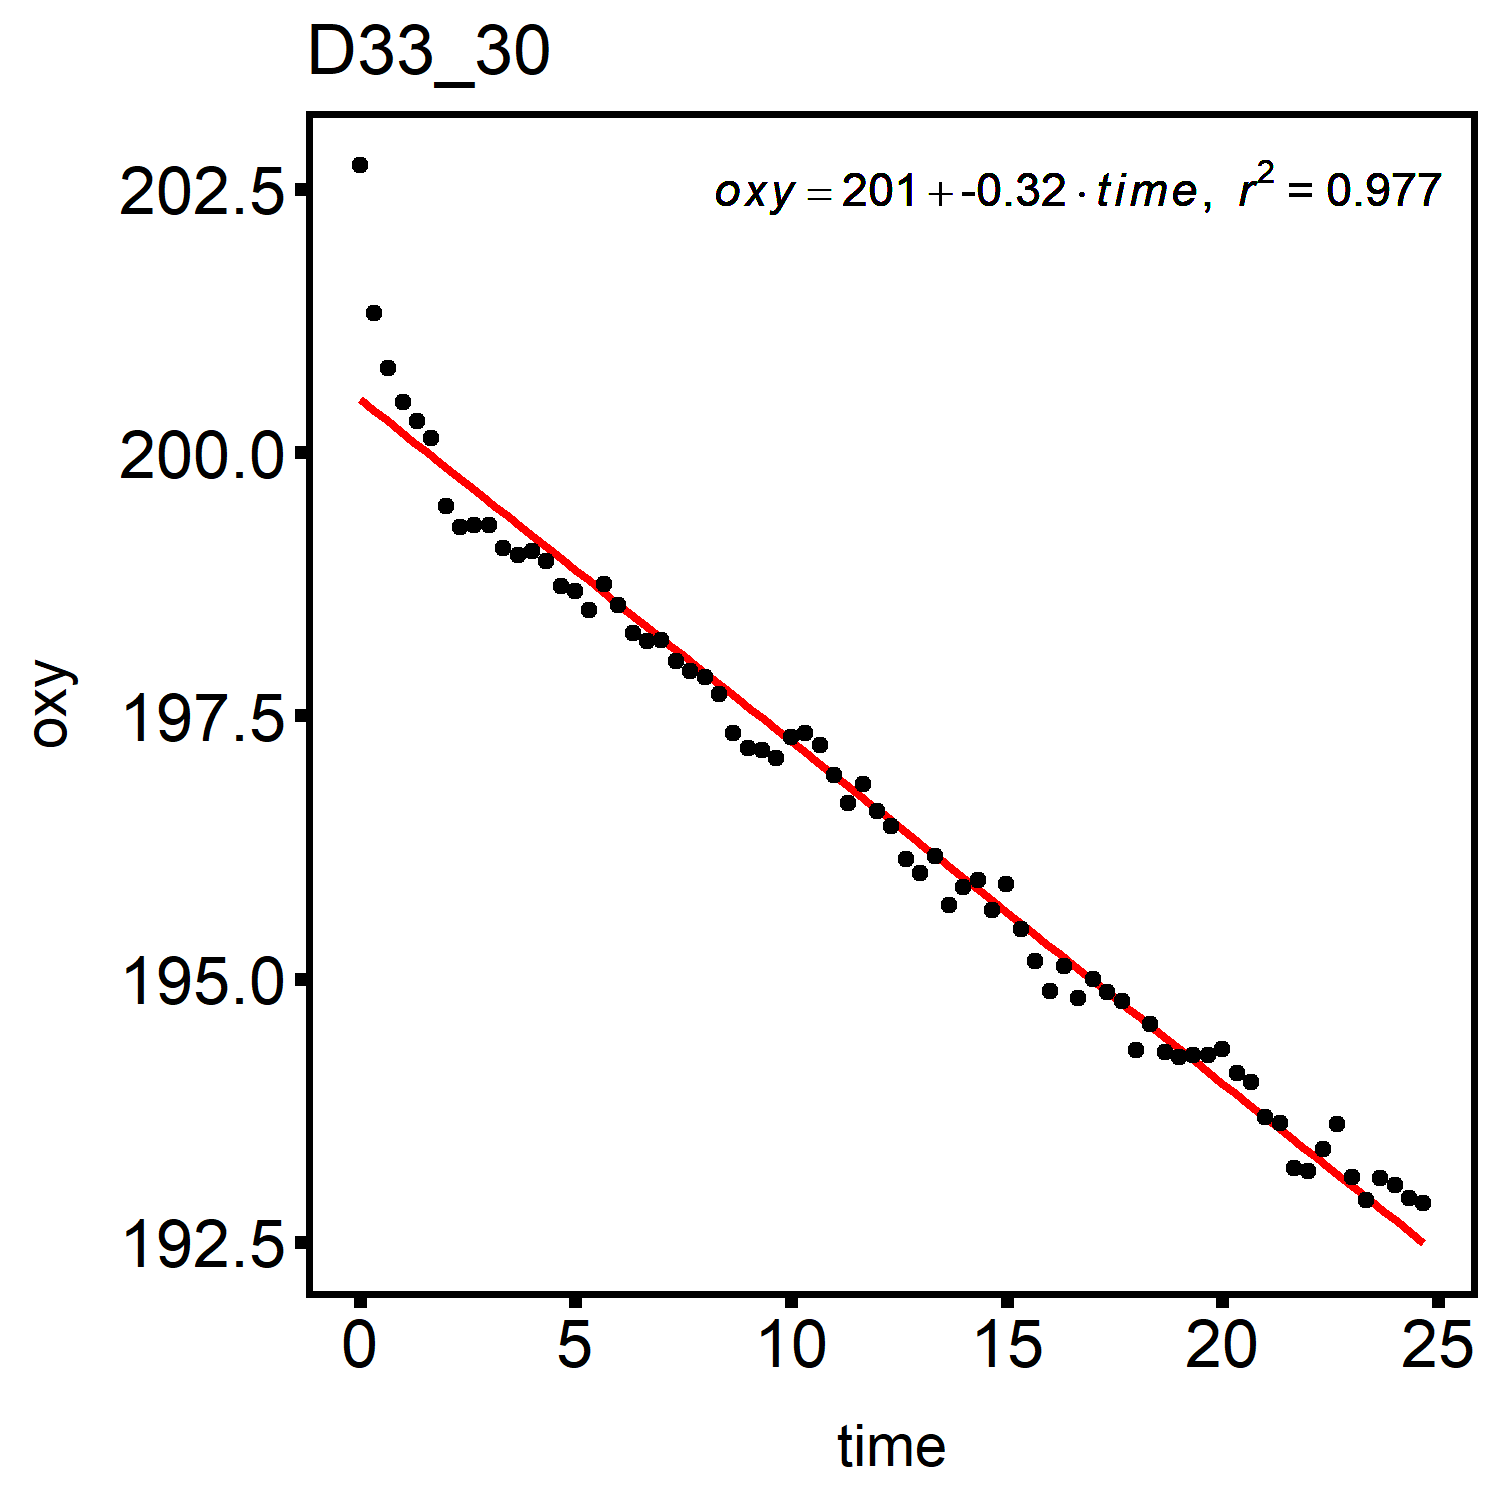 D33_30
oxy = 201 + -0.32 · time, r² = 0.977
202.5
200.0
197.5
195.0
192.5
oxy
0 5 10 15 20 25
time